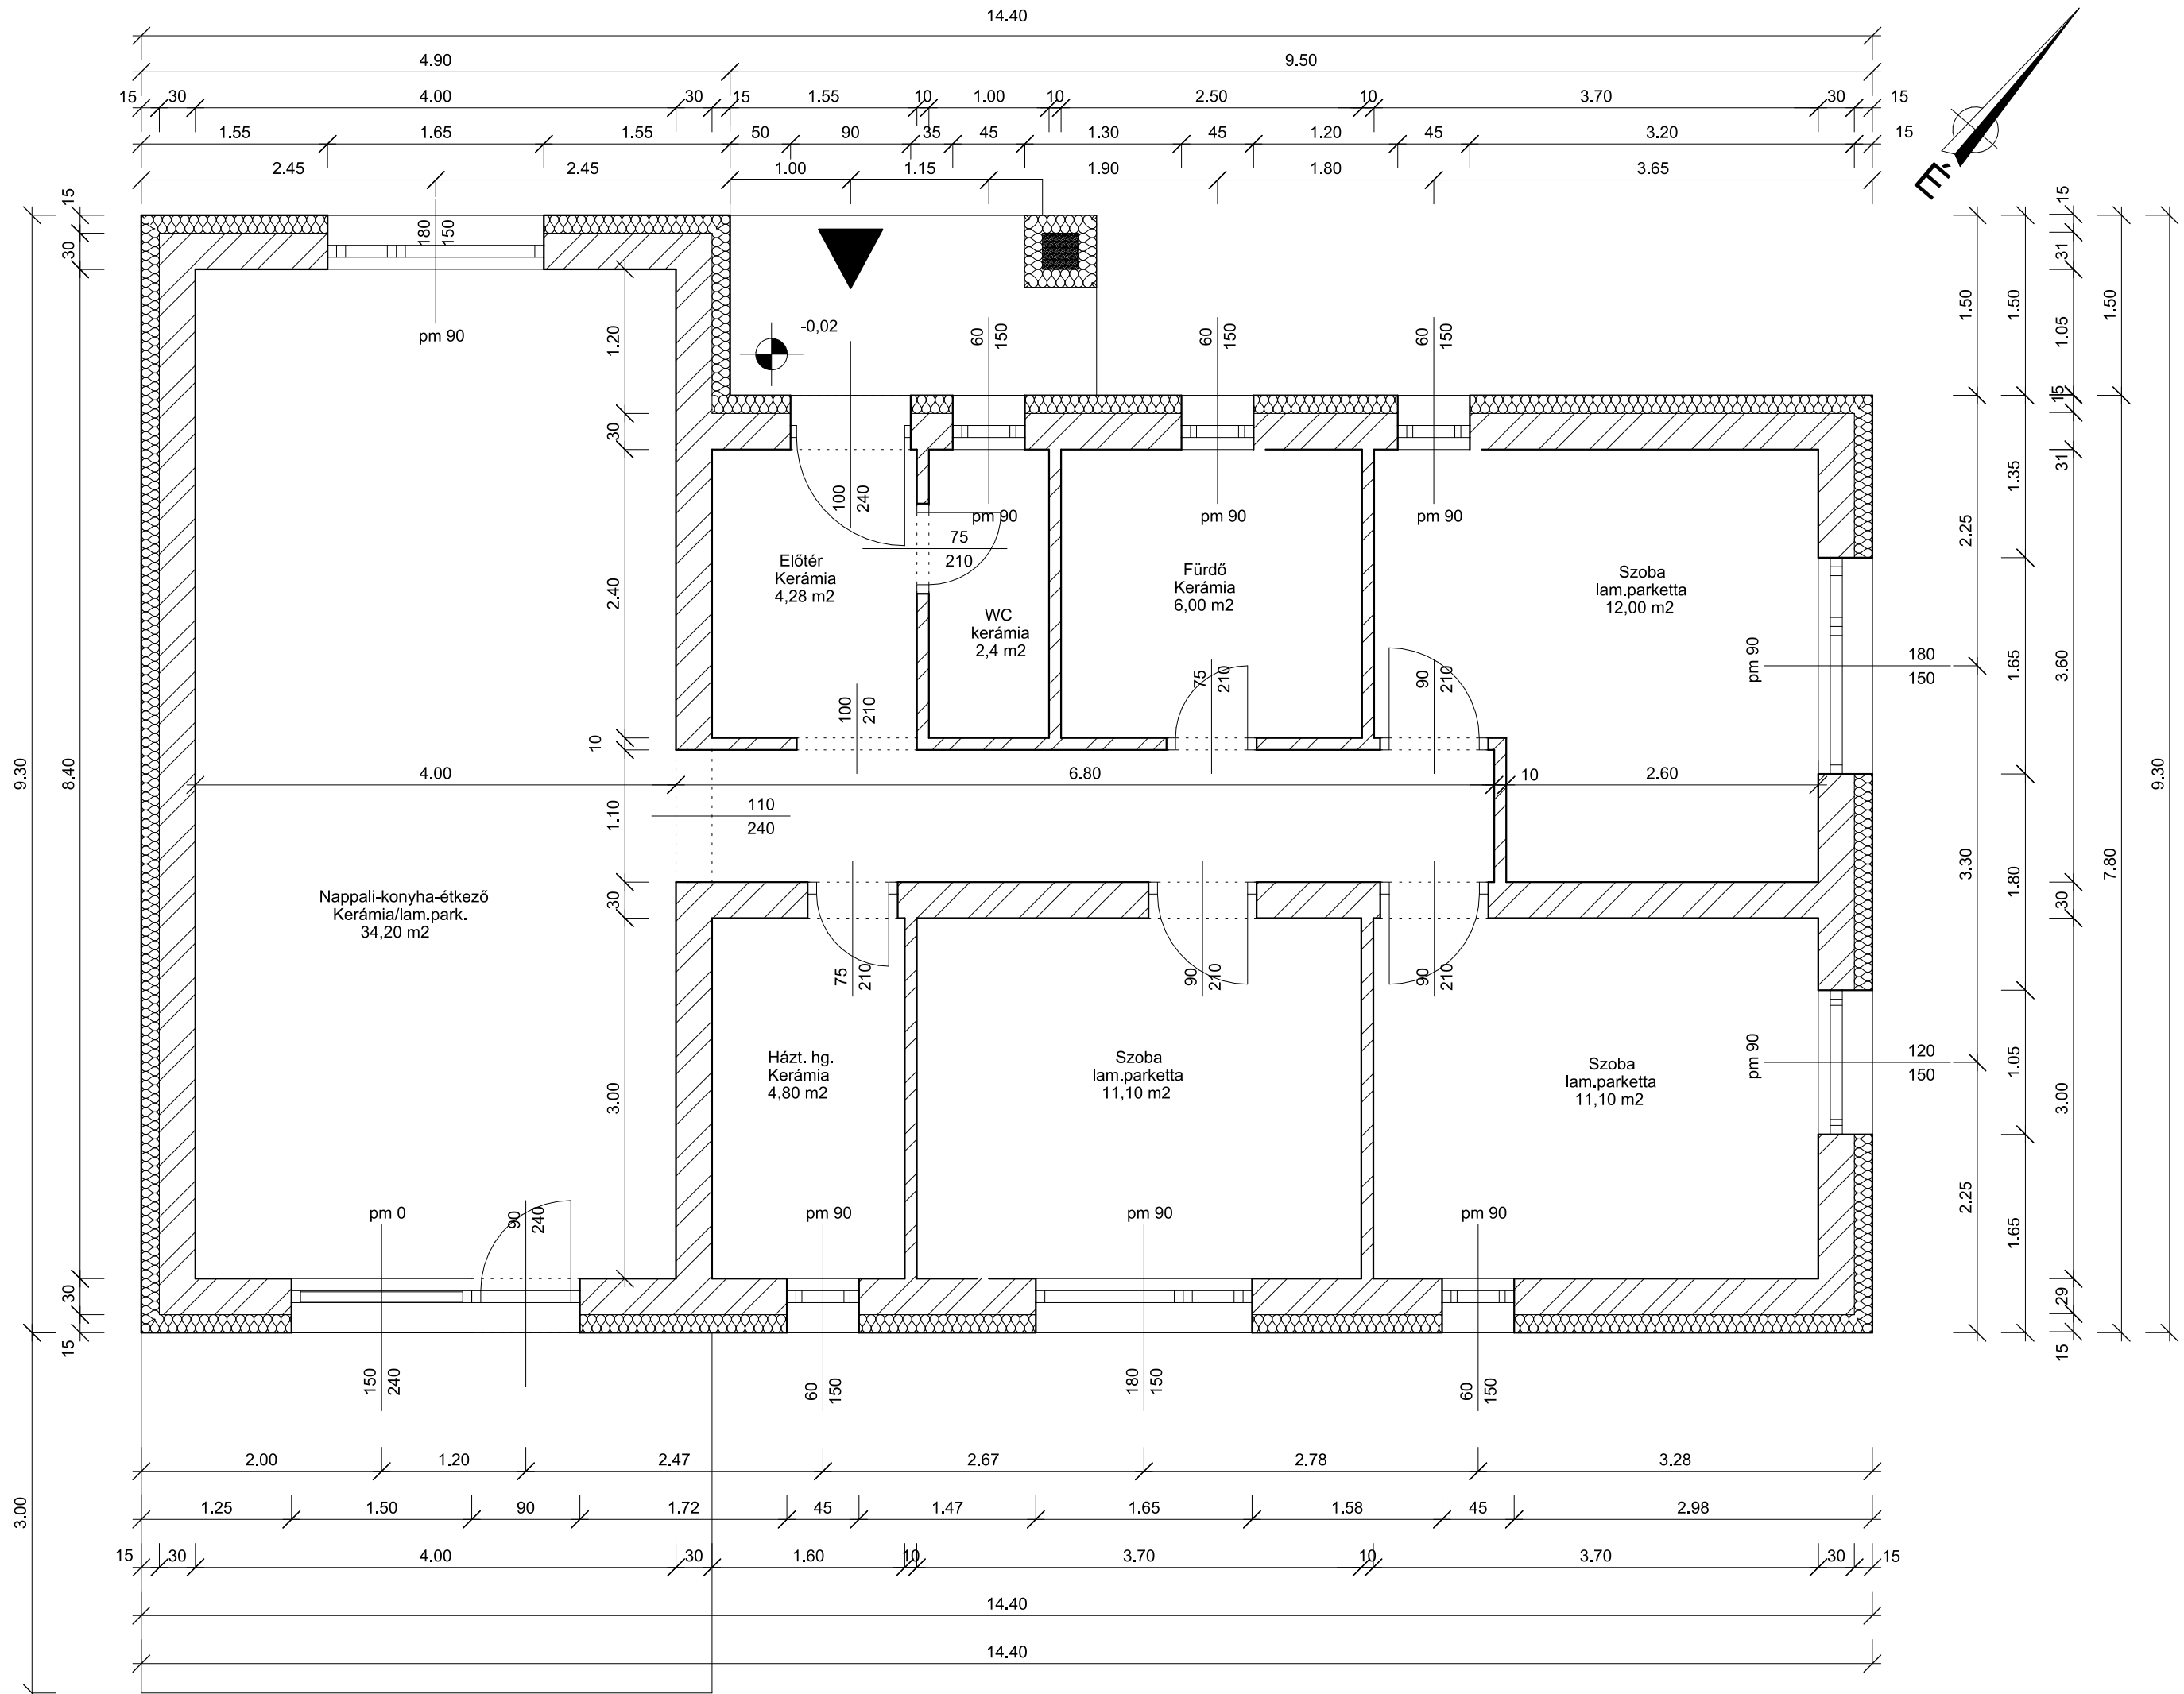 14.40
4.90 9.50
15 30 4.00 30 15 1.55 10 1.00 10 2.50 10 3.70 30 15
1.55 1.65 1.55 50 90 35 45 1.30 45 1.20 45 3.20 15
2.45 2.45 1.00 1.15 1.90 1.80 3.65
É
15
30
9.30
8.40
30
15
3.00
180
150
pm 90
1.20
30
2.40
10
1.10
30
3.00
-0,02
60
150
pm 90
60
150
pm 90
60
150
pm 90
100
240
75
210
Előtér
Kerámia
4,28 m2
WC
kerámia
2,4 m2
Fürdő
Kerámia
6,00 m2
Szoba
lam.parketta
12,00 m2
100
210
75
210
90
210
pm 90
180
150
4.00 6.80 10 2.60
110
240
Nappali-konyha-étkező
Kerámia/lam.park.
34,20 m2
75
210
90
210
90
210
Házt. hg.
Kerámia
4,80 m2
Szoba
lam.parketta
11,10 m2
Szoba
lam.parketta
11,10 m2
pm 90
120
150
pm 0
90
240
pm 90
pm 90
pm 90
150
240
60
150
180
150
60
150
1.50
2.25
3.30
2.25
1.50
1.35
1.65
1.80
1.05
1.65
15
31
1.05
15
31
3.60
30
3.00
29
15
1.50
7.80
9.30
2.00 1.20 2.47 2.67 2.78 3.28
1.25 1.50 90 1.72 45 1.47 1.65 1.58 45 2.98
15 30 4.00 30 1.60 10 3.70 10 3.70 30 15
14.40
14.40